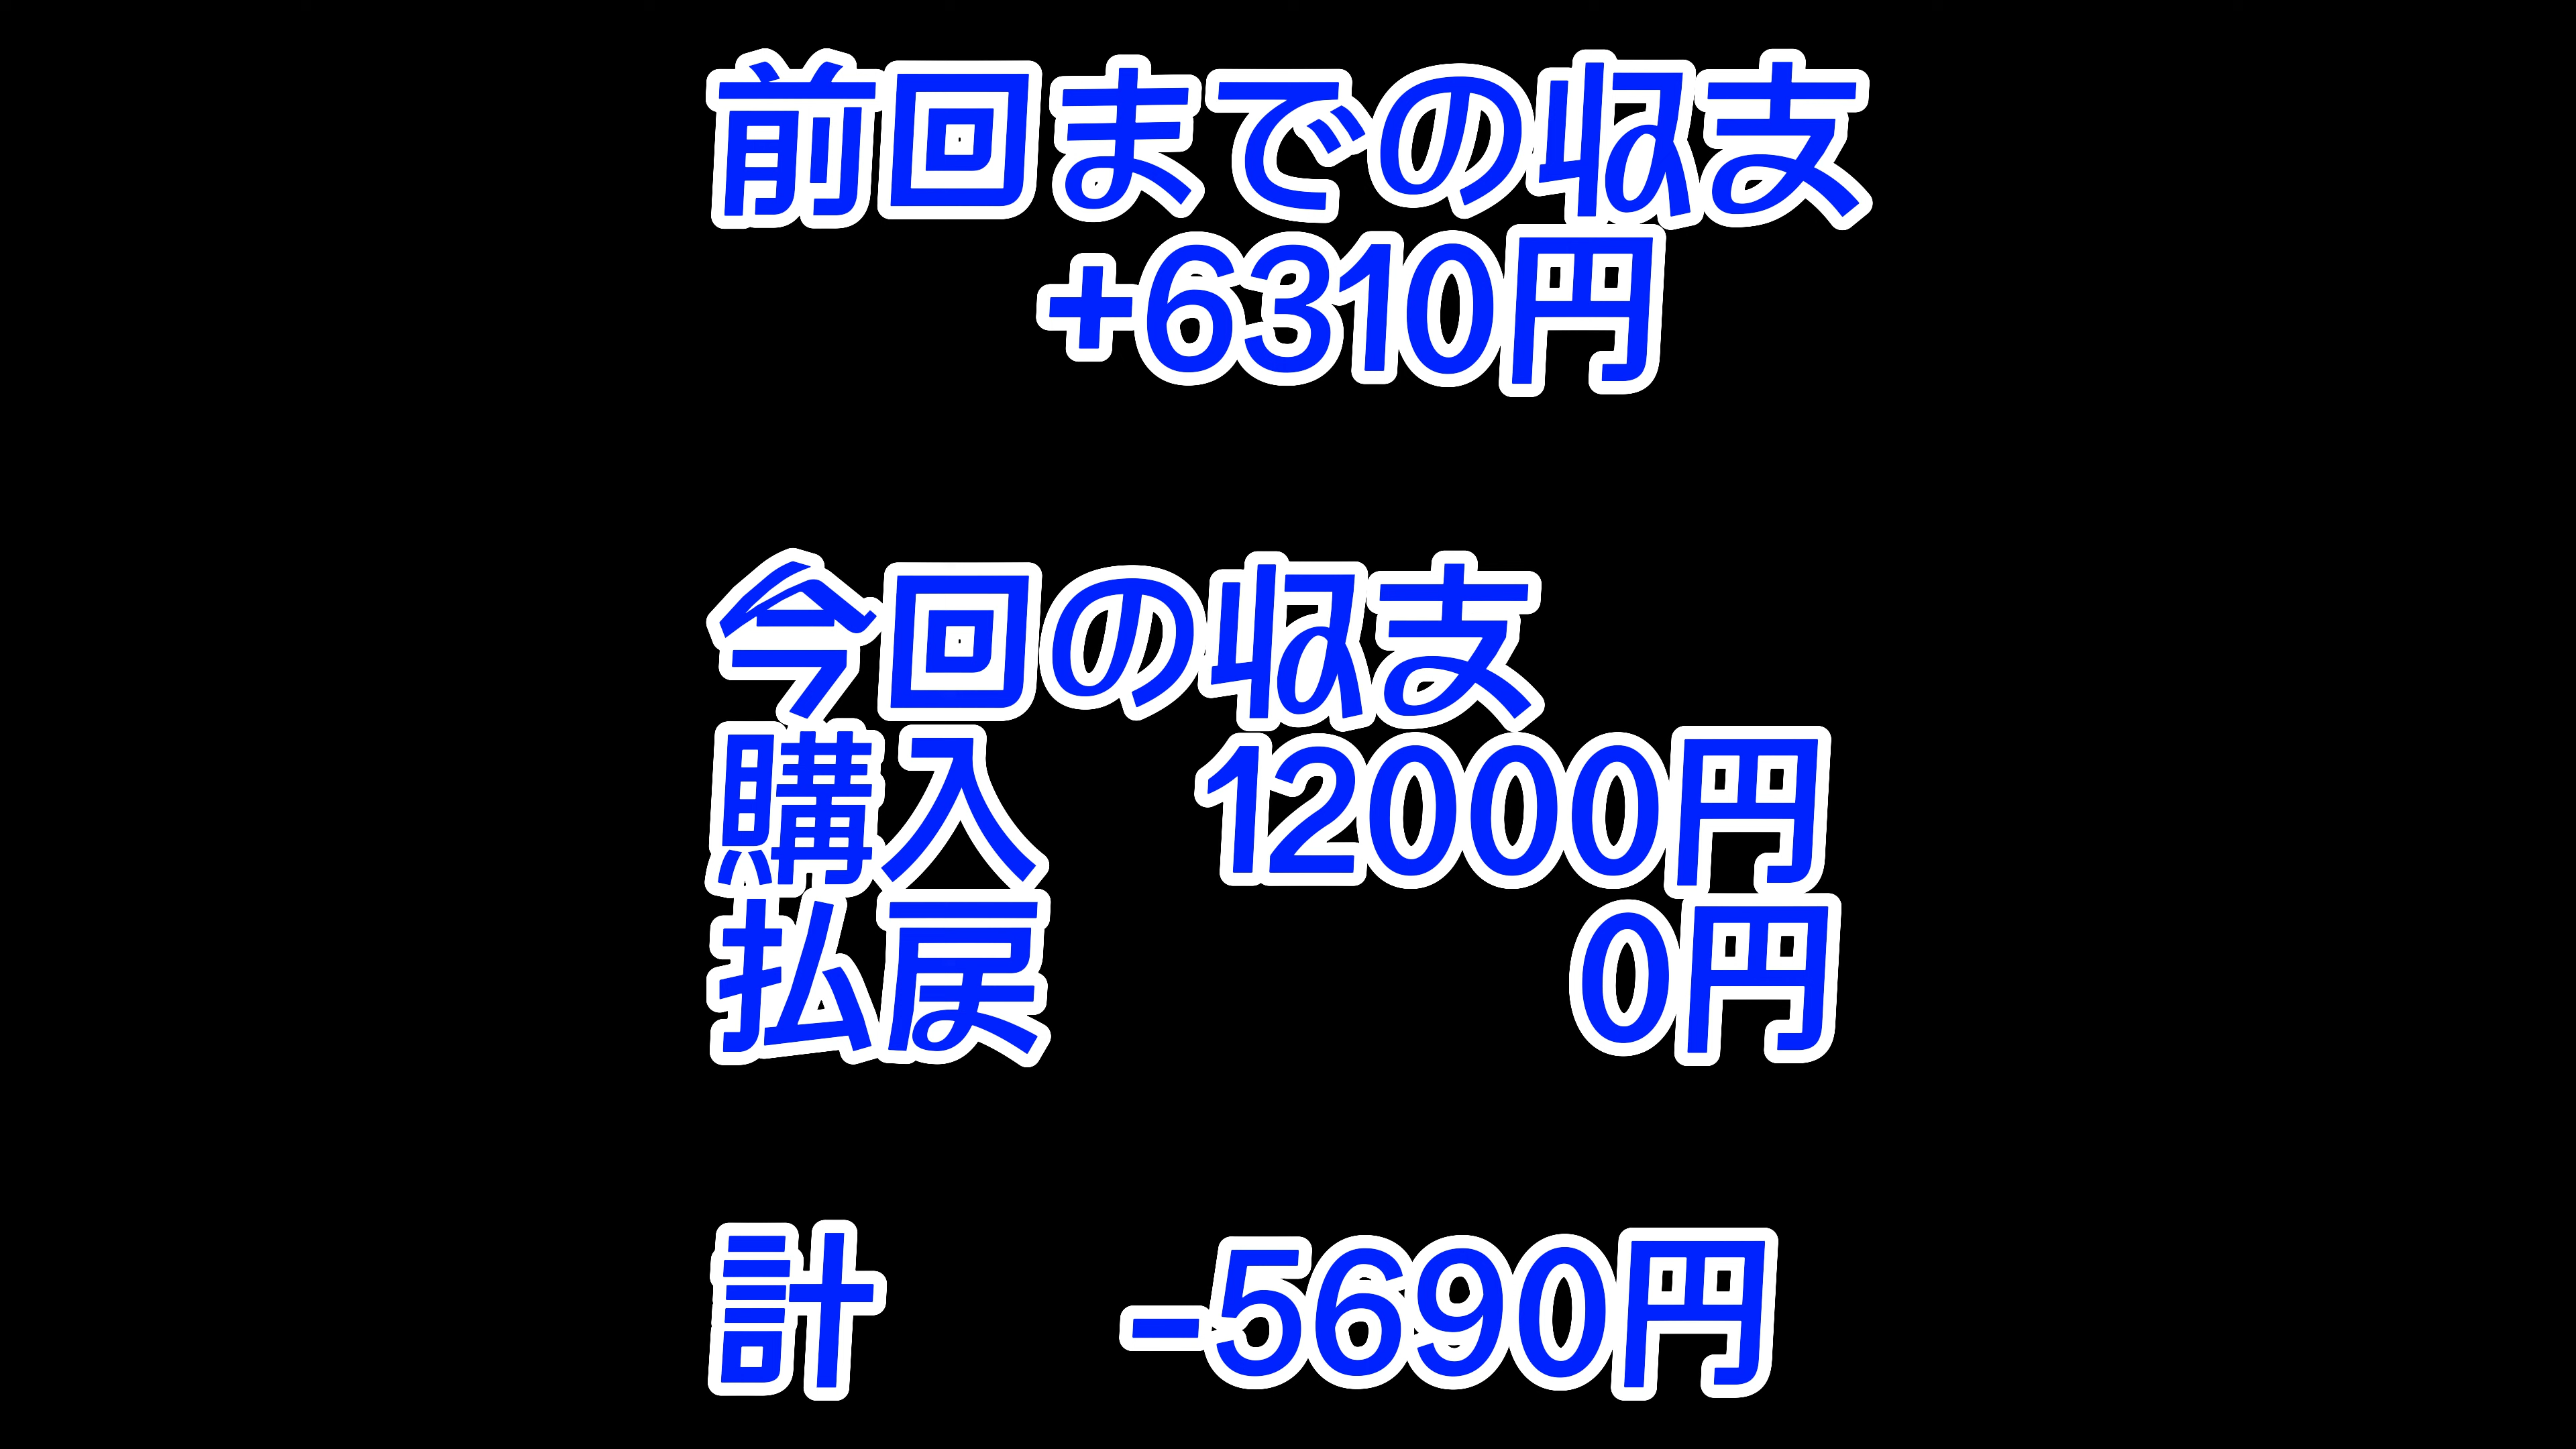 前回までの収支
+6310円
今回の収支
購入　12000円
払戻　　　0円
計　-5690円